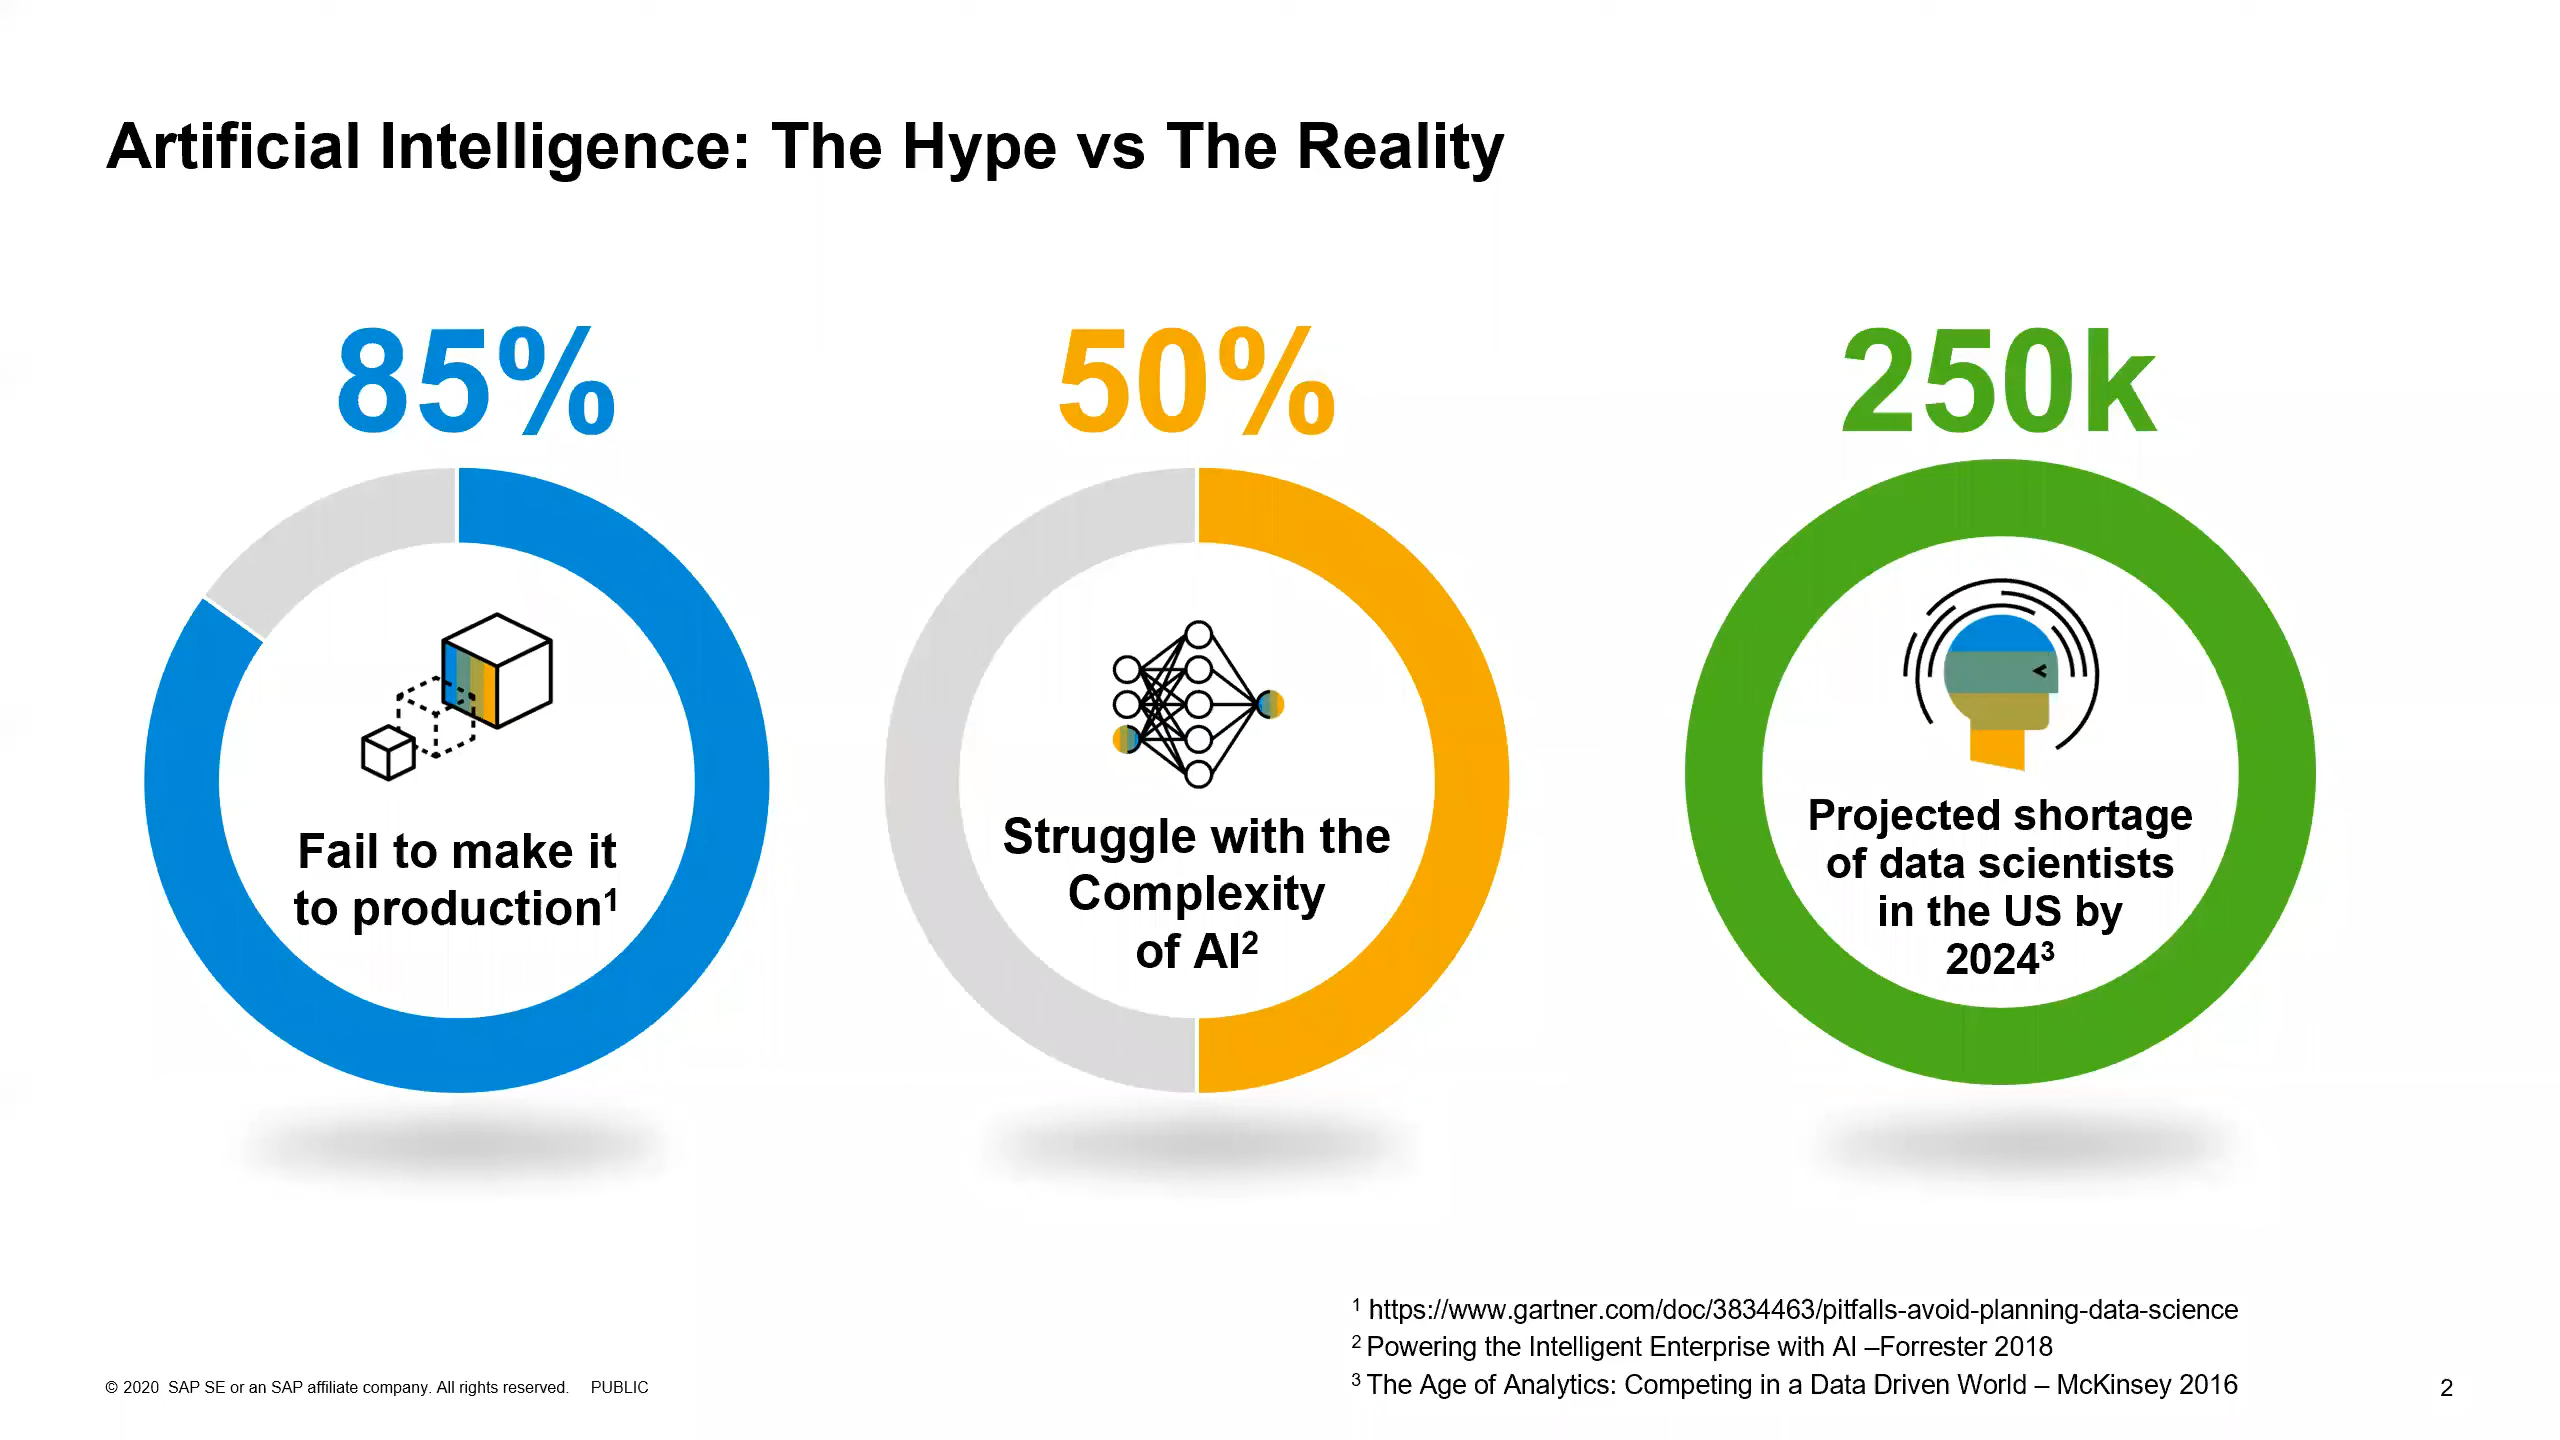 Artificial Intelligence: The Hype vs The Reality
85%
Fail to make it
to production¹
50%
Struggle with the
Complexity
of AI²
250k
Projected shortage
of data scientists
in the US by
2024³
¹ https://www.gartner.com/doc/3834463/pitfalls-avoid-planning-data-science
² Powering the Intelligent Enterprise with AI –Forrester 2018
³ The Age of Analytics: Competing in a Data Driven World – McKinsey 2016
© 2020 SAP SE or an SAP affiliate company. All rights reserved. PUBLIC
2